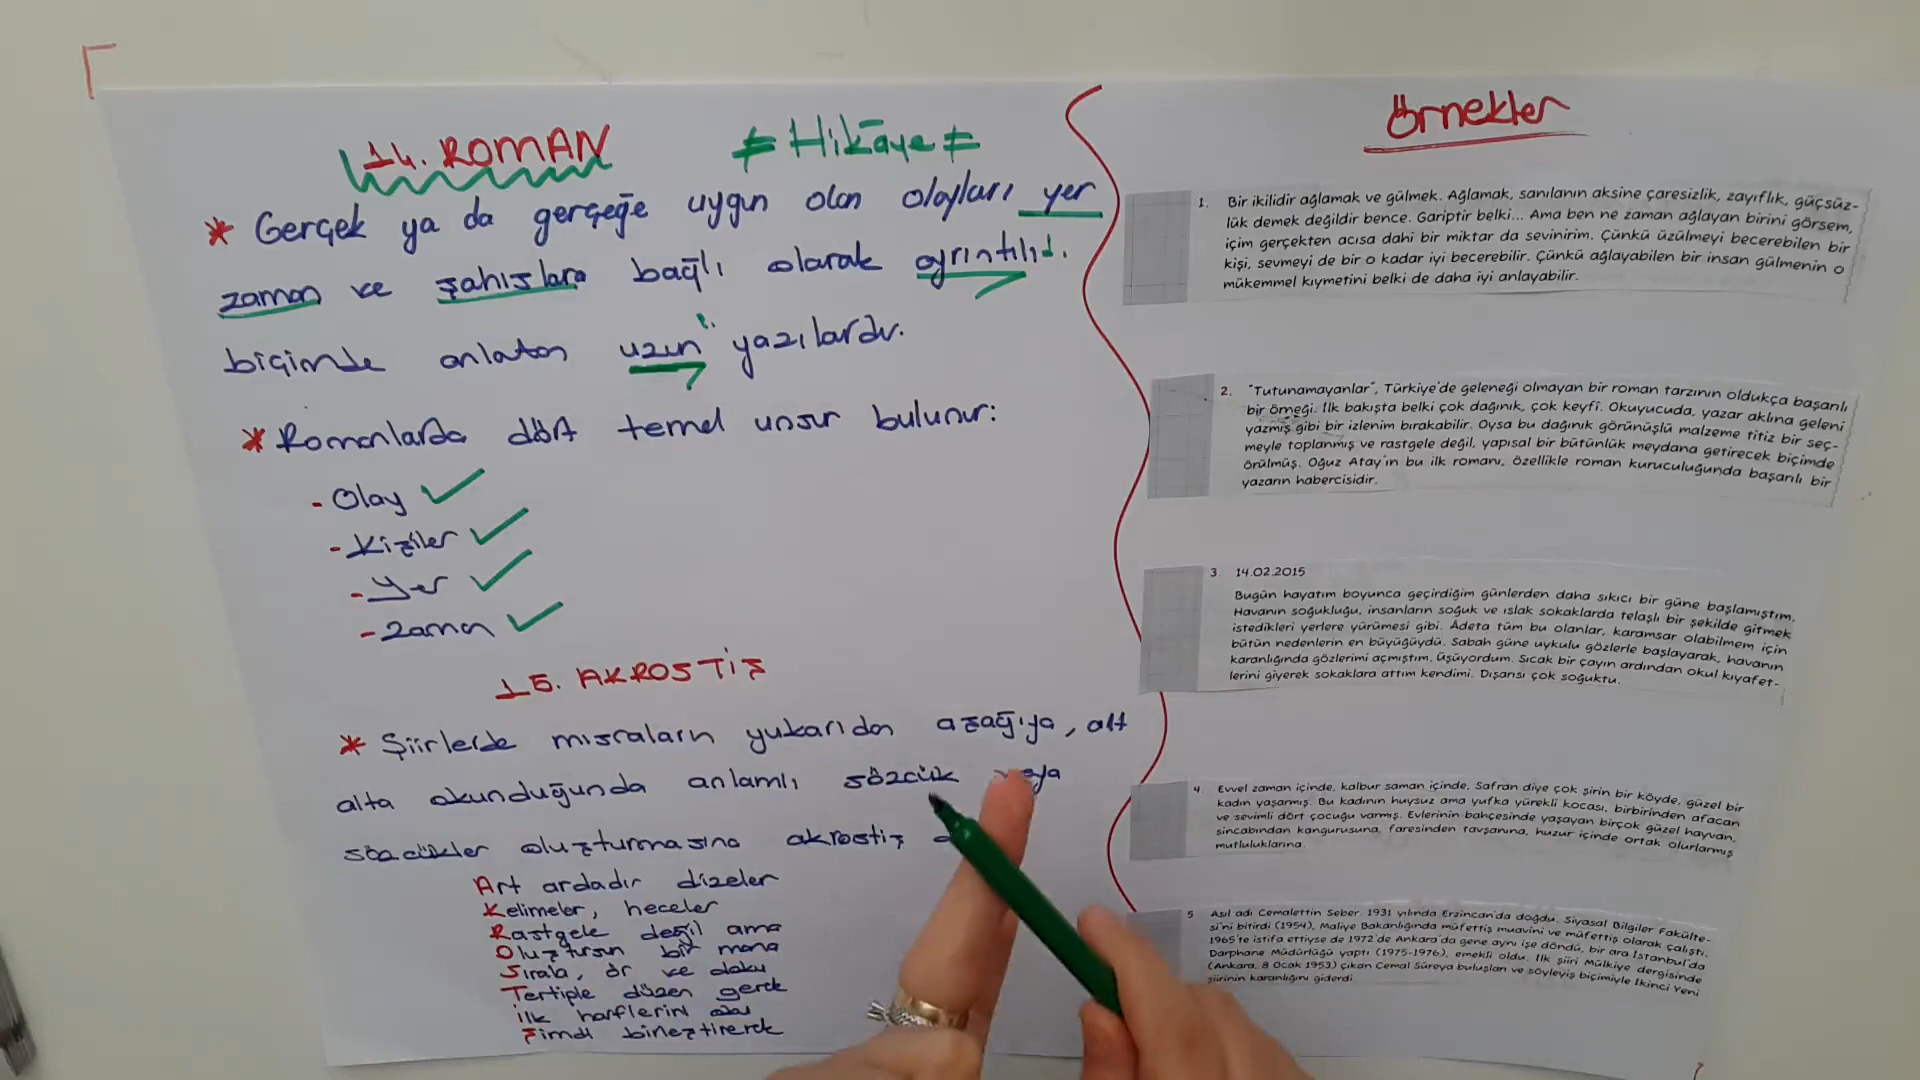 14. ROMAN ≠ Hikâye ≠
* Gerçek ya da gerçeğe uygun olan olayları yer
zaman ve şahıslara bağlı olarak ayrıntılı
biçimde anlatan uzun yazılardır.
* Romanlarda dört temel unsur bulunur:
- Olay ✓
- Kişiler ✓
- Yer ✓
- Zaman ✓
15. AKROSTİŞ
* Şiirlerde mısraların yukarıdan aşağıya, alt
alta okunduğunda anlamlı sözcük
sözcükler oluşturmasına akrostiş
Art ardadır dizeler
Kelimeler, heceler
Rastgele değil ama
Oluştursun bir mana
Sırala, ör ve doku
Tertiple düzen gerek
İlk harflerini
Şimdi birleştirerek
Örnekler
1. Bir ikilidir ağlamak ve gülmek. Ağlamak, sanılanın aksine çaresizlik, zayıflık, güçsüz-
lük demek değildir bence. Gariptir belki... Ama ben ne zaman ağlayan birini görsem,
içim gerçekten acısa dahi bir miktar da sevinirim. Çünkü üzülmeyi becerebilen bir
kişi, sevmeyi de bir o kadar iyi becerebilir. Çünkü ağlayabilen bir insan gülmenin o
mükemmel kıymetini belki de daha iyi anlayabilir.
2. "Tutunamayanlar", Türkiye'de geleneği olmayan bir roman tarzının oldukça başarılı
bir örneği. İlk bakışta belki çok dağınık, çok keyfî. Okuyucuda, yazar aklına geleni
yazmış gibi bir izlenim bırakabilir. Oysa bu dağınık görünüşlü malzeme titiz bir seç-
meyle toplanmış ve rastgele değil, yapısal bir bütünlük meydana getirecek biçimde
örülmüş. Oğuz Atay'ın bu ilk romanı, özellikle roman kuruculuğunda başarılı bir
yazarın habercisidir.
3. 14.02.2015
Bugün hayatım boyunca geçirdiğim günlerden daha sıkıcı bir güne başlamıştım.
Havanın soğukluğu, insanların soğuk ve ıslak sokaklarda telaşlı bir şekilde gitmek
istedikleri yerlere yürümesi gibi. Âdeta tüm bu olanlar, karamsar olabilmem için
bütün nedenlerin en büyüğüydü. Sabah güne uykulu gözlerle başlayarak, havanın
karanlığında gözlerimi açmıştım, üşüyordum. Sıcak bir çayın ardından okul kıyafet-
lerini giyerek sokaklara attım kendimi. Dışarısı çok soğuktu.
4. Evvel zaman içinde, kalbur saman içinde, Safran diye çok şirin bir köyde, güzel bir
kadın yaşarmış. Bu kadının huysuz ama yufka yürekli kocası, birbirinden afacan
ve sevimli dört çocuğu varmış. Evlerinin bahçesinde yaşayan birçok güzel hayvan,
sincabından kangurusuna, faresinden tavşanına, huzur içinde ortak olurlarmış
mutluluklarına.
5 Asıl adı Cemalettin Seber. 1931 yılında Erzincan'da doğdu. Siyasal Bilgiler Fakülte-
si'ni bitirdi (1954), Maliye Bakanlığında müfettiş muavini ve müfettiş olarak çalıştı.
1965'te istifa ettiyse de 1972'de Ankara'da gene aynı işe döndü, bir ara İstanbul'da
Darphane Müdürlüğü yaptı (1975-1976), emekli oldu. İlk şiiri Mülkiye dergisinde
(Ankara, 8 Ocak 1953) çıkan Cemal Süreya buluşları ve söyleyiş biçimiyle İkinci Yeni
şiirinin karanlığını giderdi